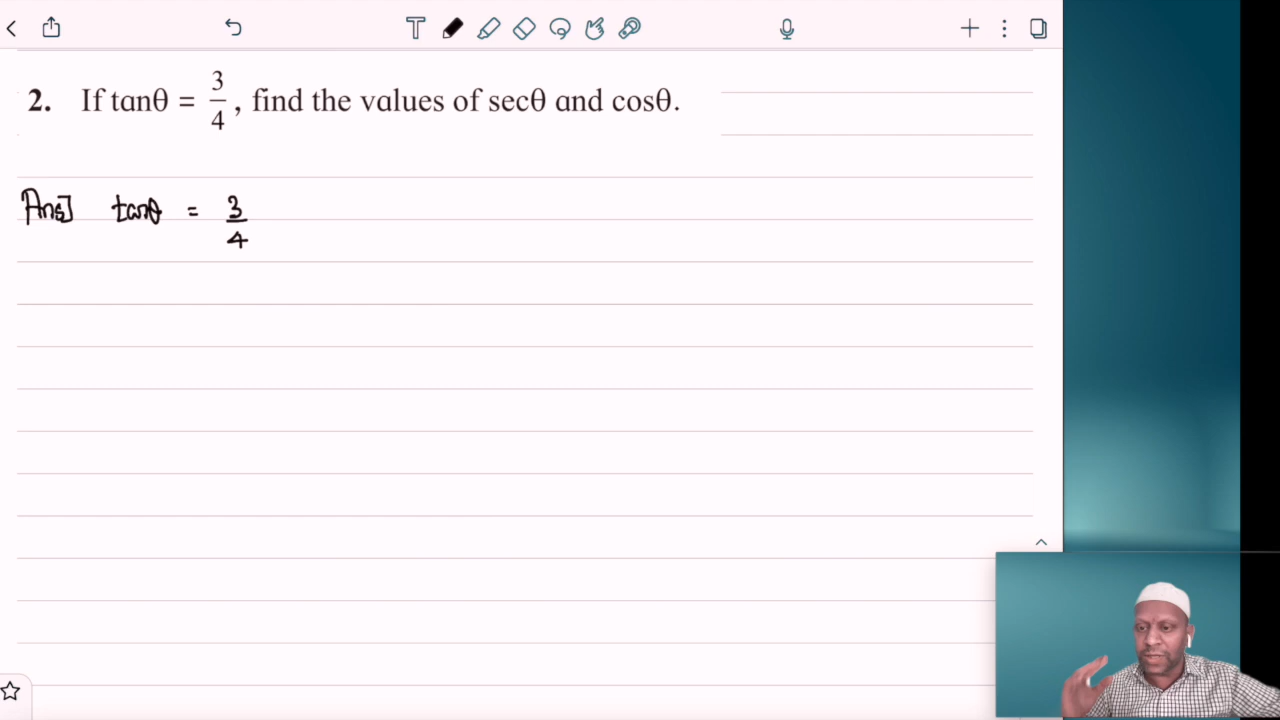 2. If tanθ = 3/4, find the values of secθ and cosθ.
Ans] tanθ = 3/4